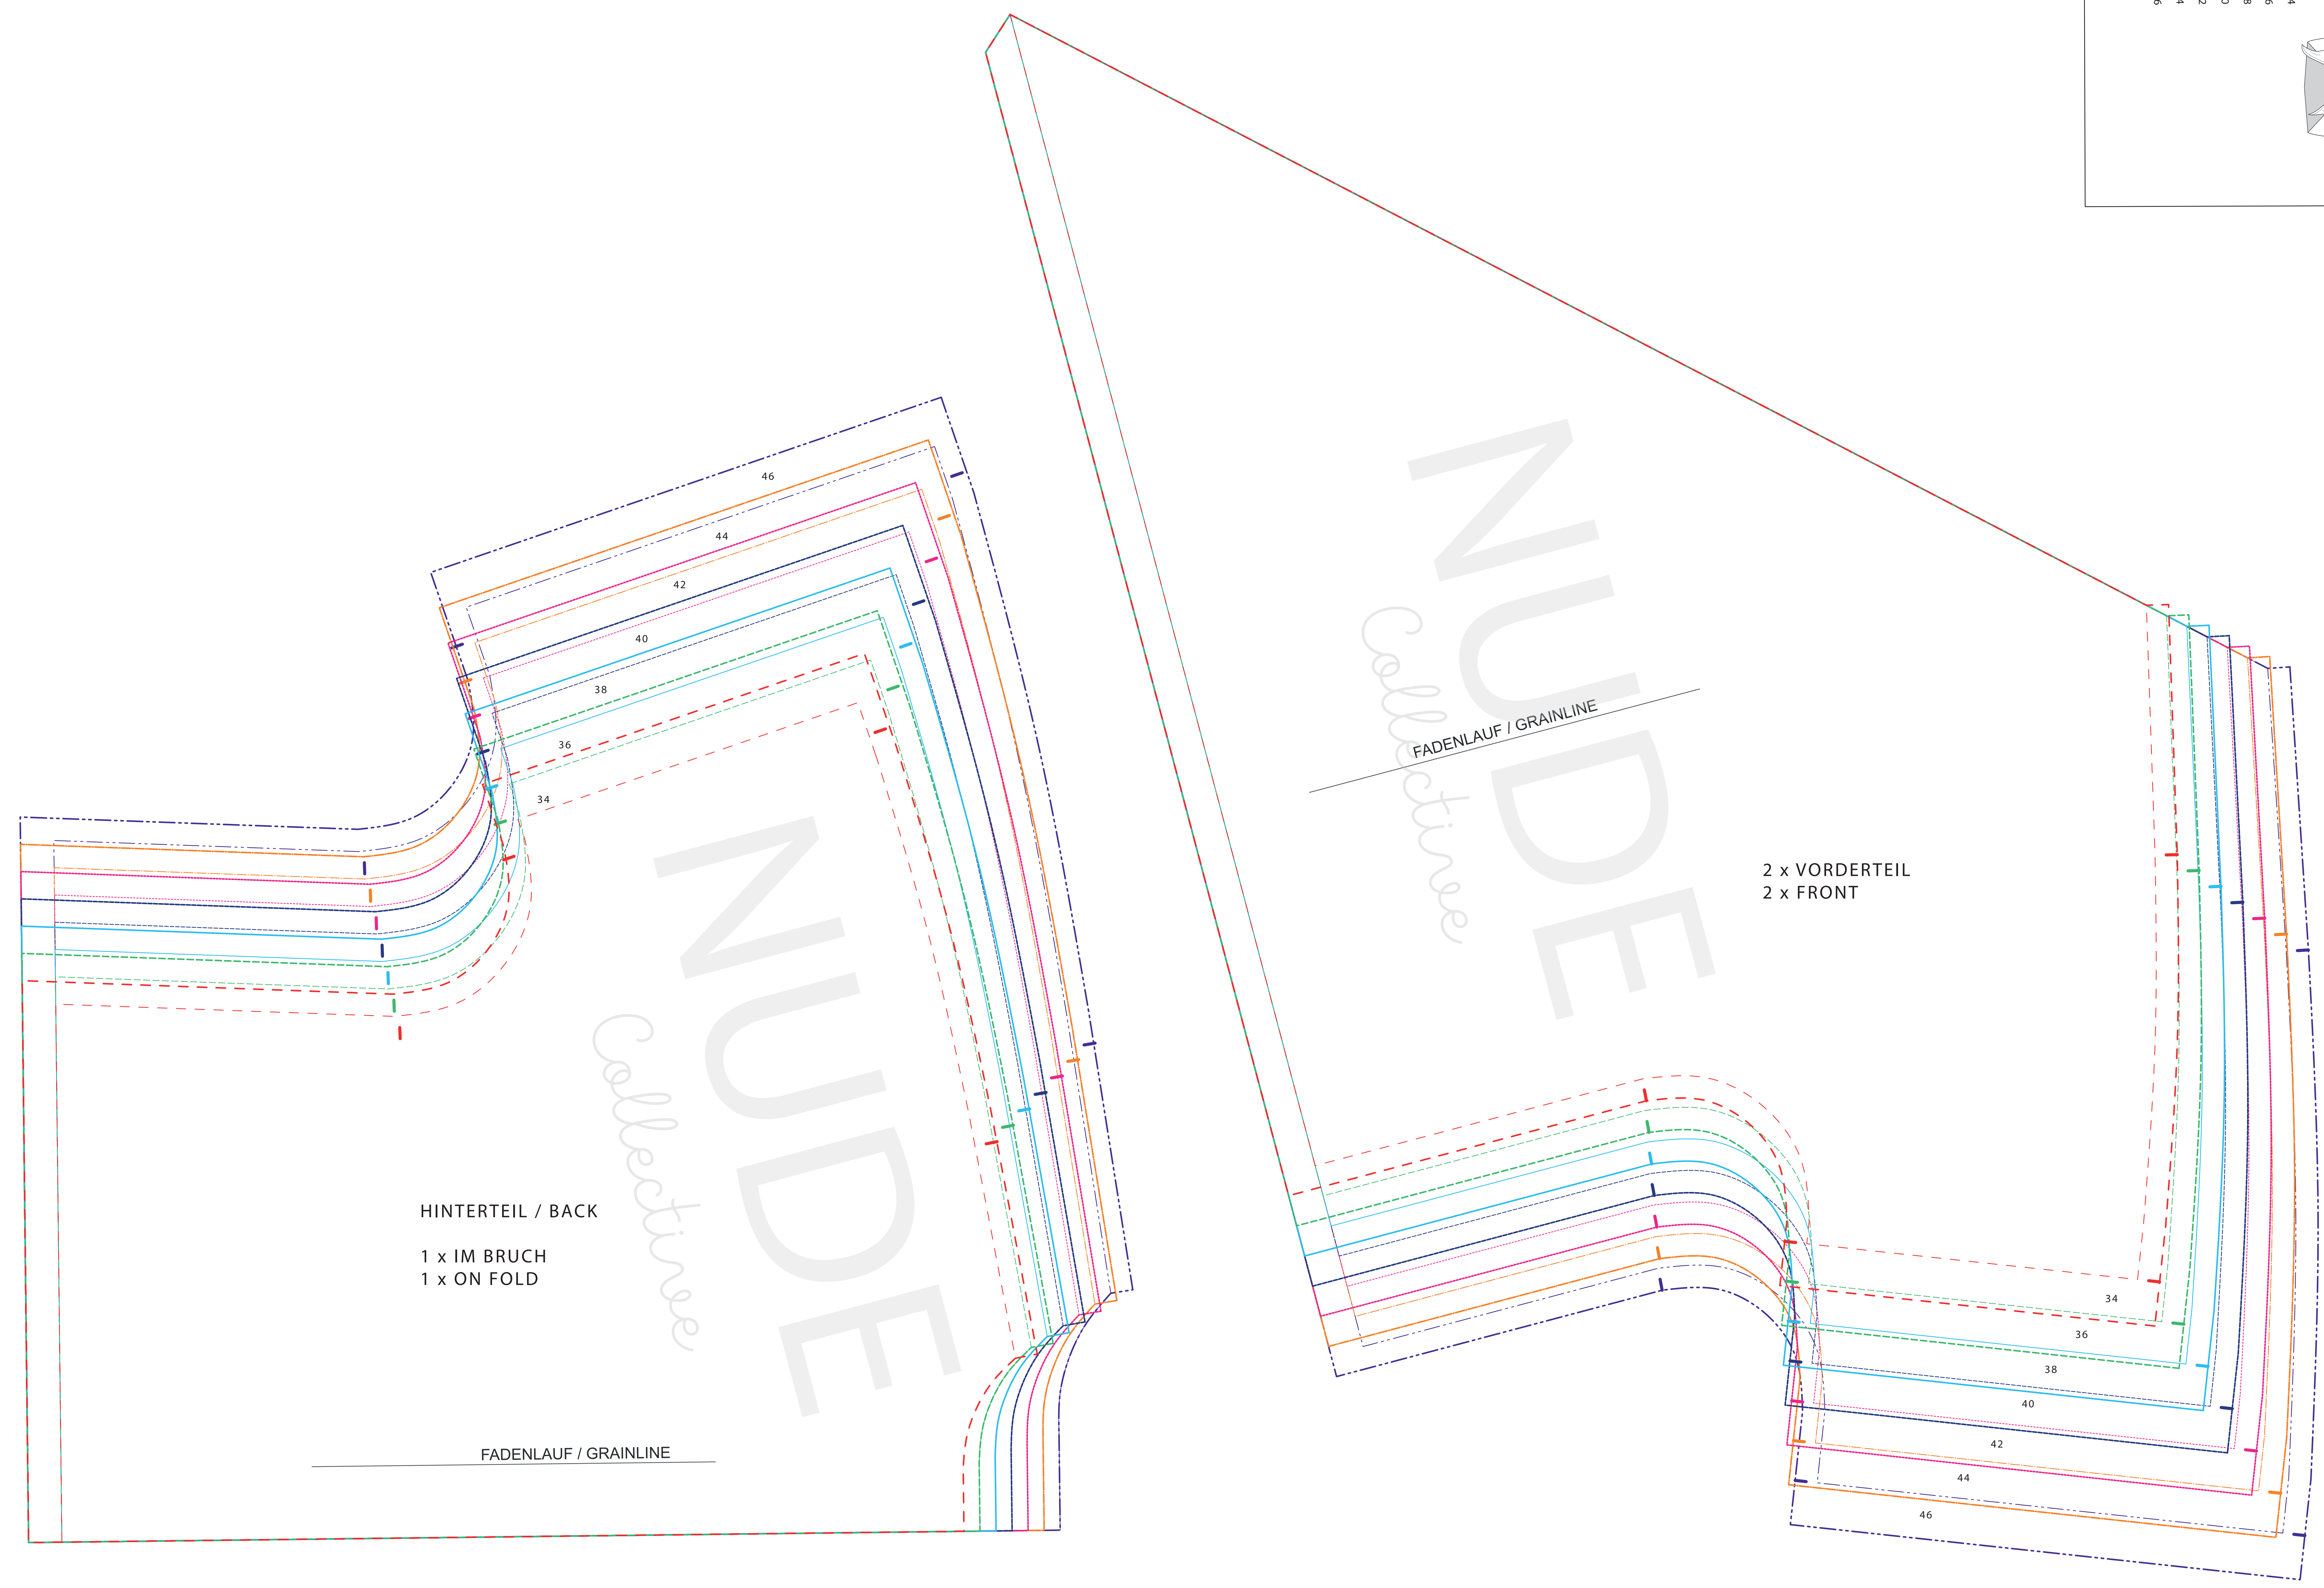 46
44
42
40
38
36
34
NUDE
Collective
HINTERTEIL / BACK
1 x IM BRUCH
1 x ON FOLD
FADENLAUF / GRAINLINE
NUDE
Collective
FADENLAUF / GRAINLINE
2 x VORDERTEIL
2 x FRONT
34
36
38
40
42
44
46